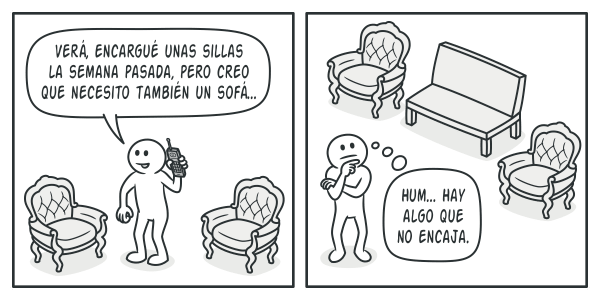 VERÁ, ENCARGUÉ UNAS SILLAS
LA SEMANA PASADA, PERO CREO
QUE NECESITO TAMBIÉN UN SOFÁ...
HUM... HAY
ALGO QUE
NO ENCAJA.